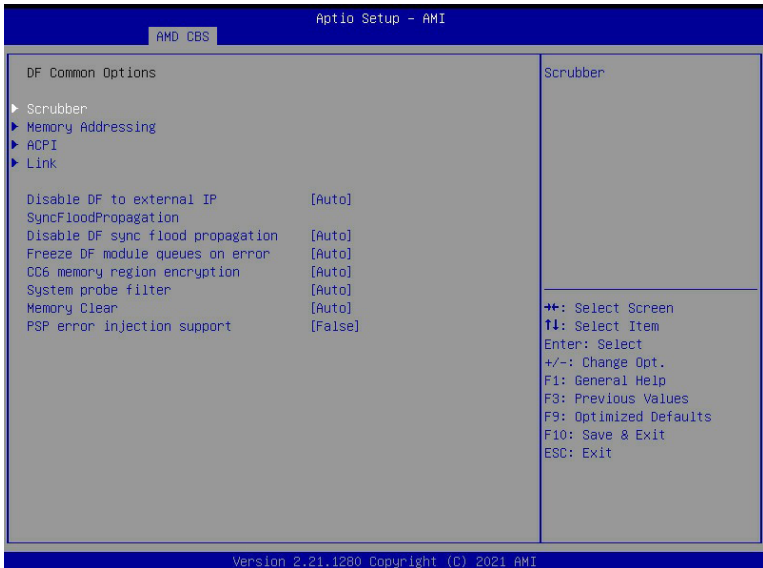 Aptio Setup - AMI
AMD CBS
DF Common Options
Scrubber
Memory Addressing
ACPI
Link
Disable DF to external IP [Auto]
SyncFloodPropagation
Disable DF sync flood propagation [Auto]
Freeze DF module queues on error [Auto]
CC6 memory region encryption [Auto]
System probe filter [Auto]
Memory Clear [Auto]
PSP error injection support [False]
Scrubber
→←: Select Screen
↑↓: Select Item
Enter: Select
+/-: Change Opt.
F1: General Help
F3: Previous Values
F9: Optimized Defaults
F10: Save & Exit
ESC: Exit
Version 2.21.1280 Copyright (C) 2021 AMI